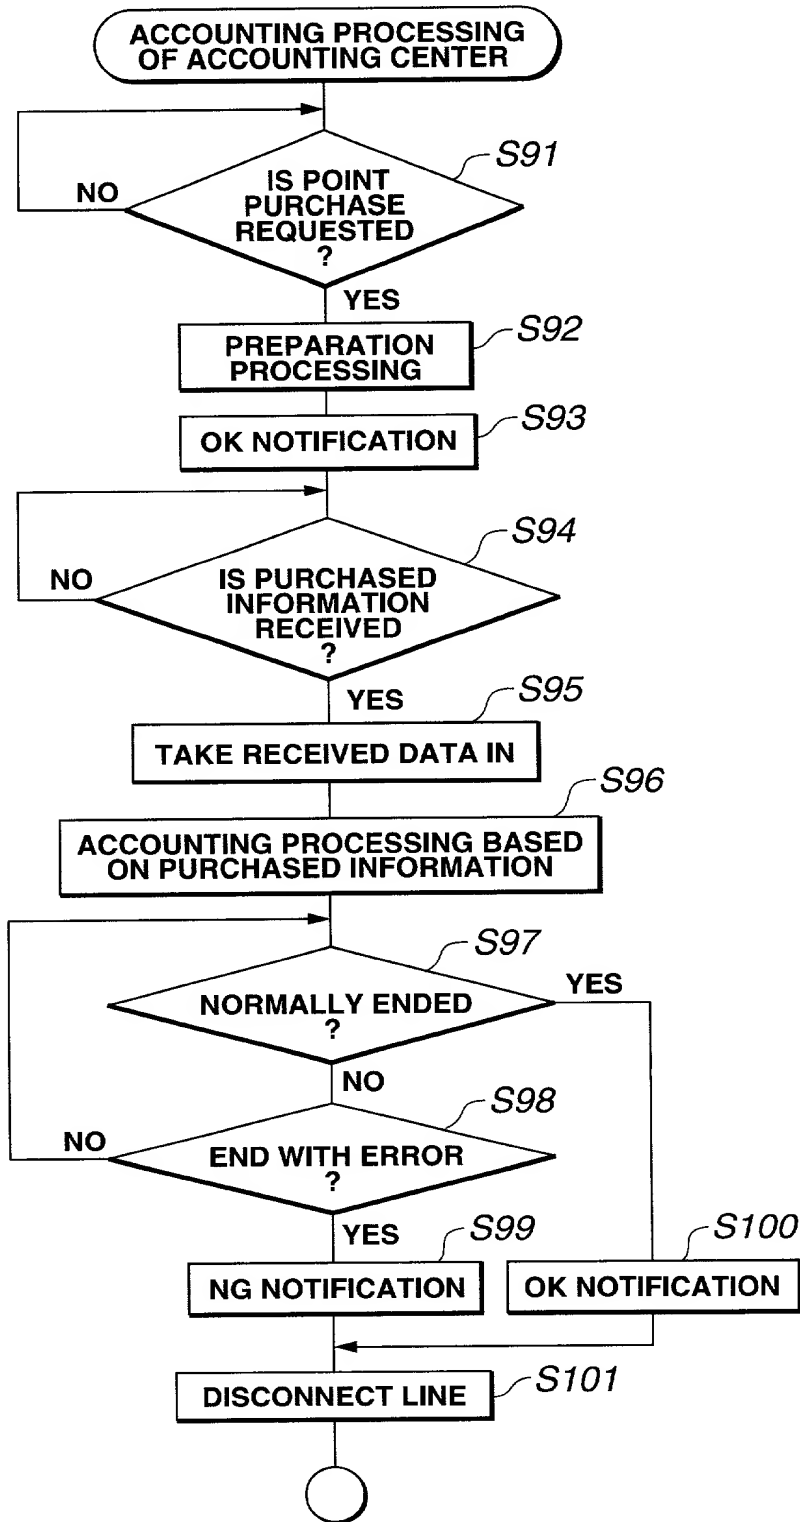 ACCOUNTING PROCESSING
OF ACCOUNTING CENTER
S91
NO
IS POINT
PURCHASE
REQUESTED
?
YES
S92
PREPARATION
PROCESSING
S93
OK NOTIFICATION
S94
NO
IS PURCHASED
INFORMATION
RECEIVED
?
YES
S95
TAKE RECEIVED DATA IN
S96
ACCOUNTING PROCESSING BASED
ON PURCHASED INFORMATION
S97
YES
NORMALLY ENDED
?
NO
S98
NO
END WITH ERROR
?
YES
S99
S100
NG NOTIFICATION
OK NOTIFICATION
S101
DISCONNECT LINE